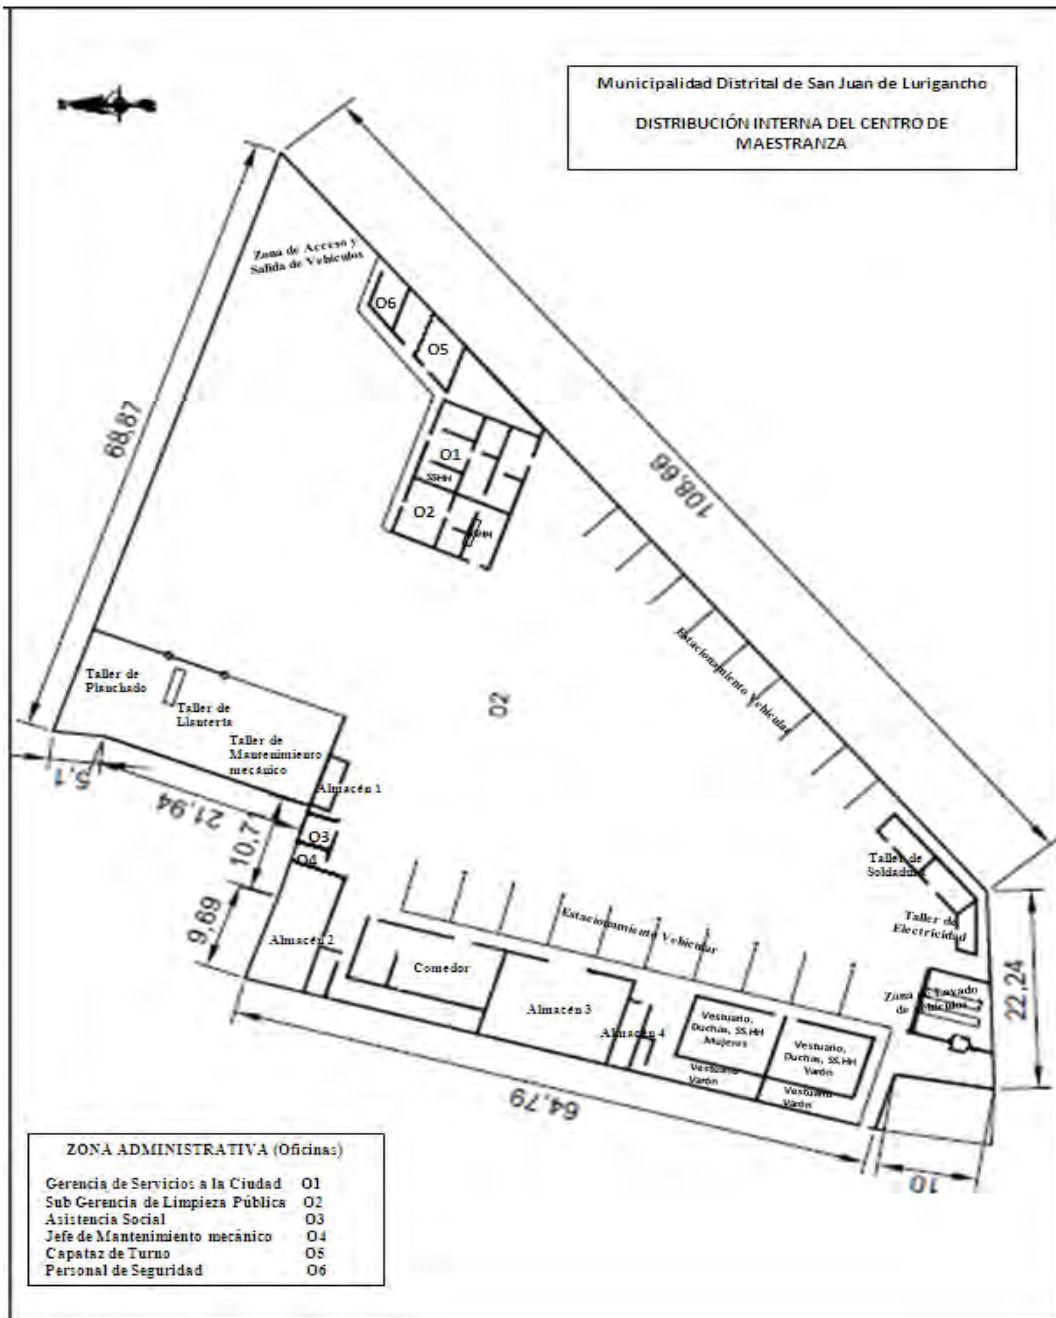 Municipalidad Distrital de San Juan de Lurigancho
DISTRIBUCIÓN INTERNA DEL CENTRO DE
MAESTRANZA
Zona de Acceso y
Salida de Vehículos
O6
O5
68,87
O1
SSHH
O2
108,66
Estacionamiento Vehicular
02
Taller de
Planchado
Taller de
Llantería
Taller de
Mantenimiento
mecánico
Almacén 1
5,1
21,94
10,71
O3
O4
9,69
Taller de
Soldadura
Taller de
Electricidad
Estacionamiento Vehicular
Almacén 2
Comedor
Almacén 3
Almacén 4
Zona de Lavado
de Vehículos
22,24
Vestuario,
Duchas, SS.HH
Mujeres
Vestuario,
Duchas, SS.HH
Varón
Vestuario
Varón
Vestuario
Varón
64,79
10
ZONA ADMINISTRATIVA (Oficinas)
Gerencia de Servicios a la Ciudad O1
Sub Gerencia de Limpieza Pública O2
Asistencia Social O3
Jefe de Mantenimiento mecánico O4
Capataz de Turno O5
Personal de Seguridad O6